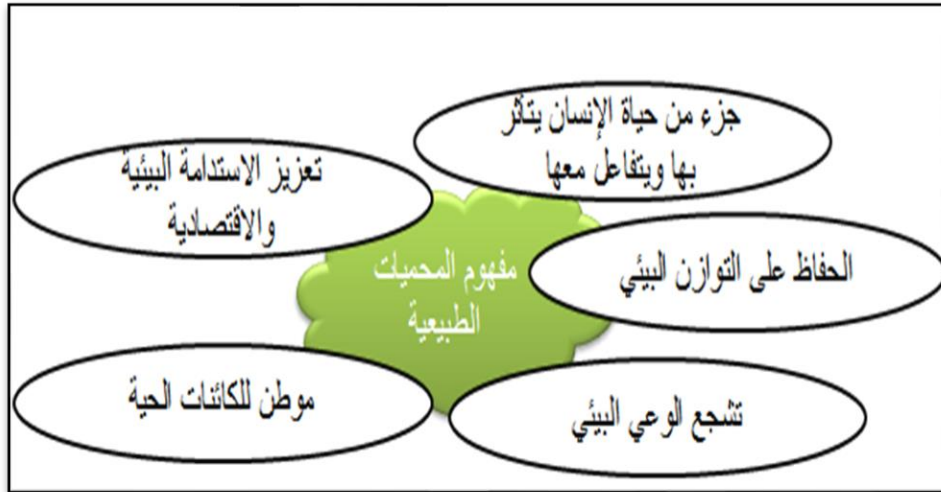 جزء من حياة الإنسان يتأثر
بها ويتفاعل معها
تعزيز الاستدامة البيئية
والاقتصادية
مفهوم المحميات
الطبيعية
الحفاظ على التوازن البيئي
موطن للكائنات الحية
تشجع الوعي البيئي